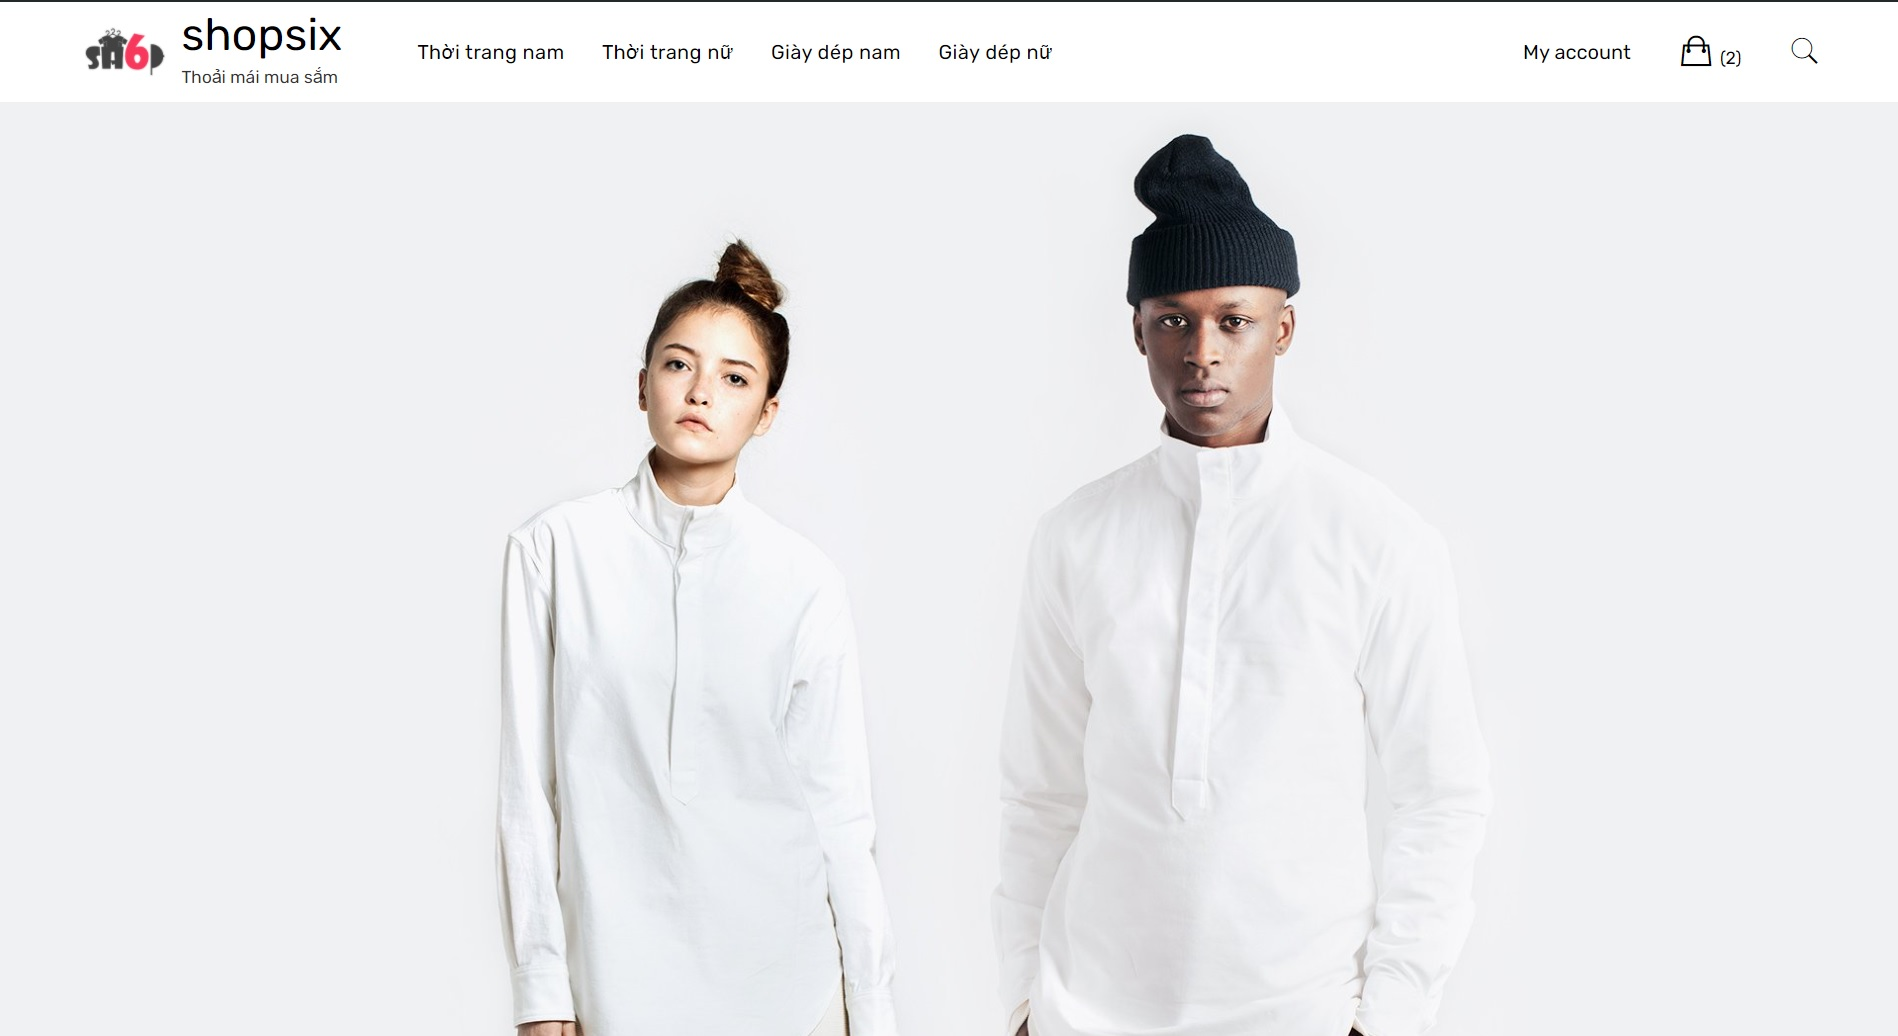 shopsix
Thoải mái mua sắm
Thời trang nam
Thời trang nữ
Giày dép nam
Giày dép nữ
My account
(2)